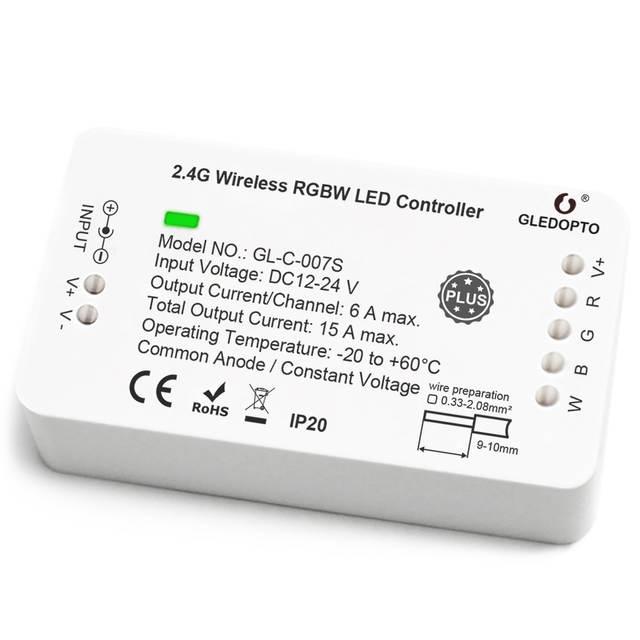 2.4G Wireless RGBW LED Controller
GLEDOPTO®
INPUT
V+
V -
Model NO.: GL-C-007S
Input Voltage: DC12-24 V
Output Current/Channel: 6 A max.
Total Output Current: 15 A max.
Operating Temperature: -20 to +60°C
Common Anode / Constant Voltage
PLUS
V+
R
G
B
W
CE
RoHS
IP20
wire preparation
0.33-2.08mm²
9-10mm